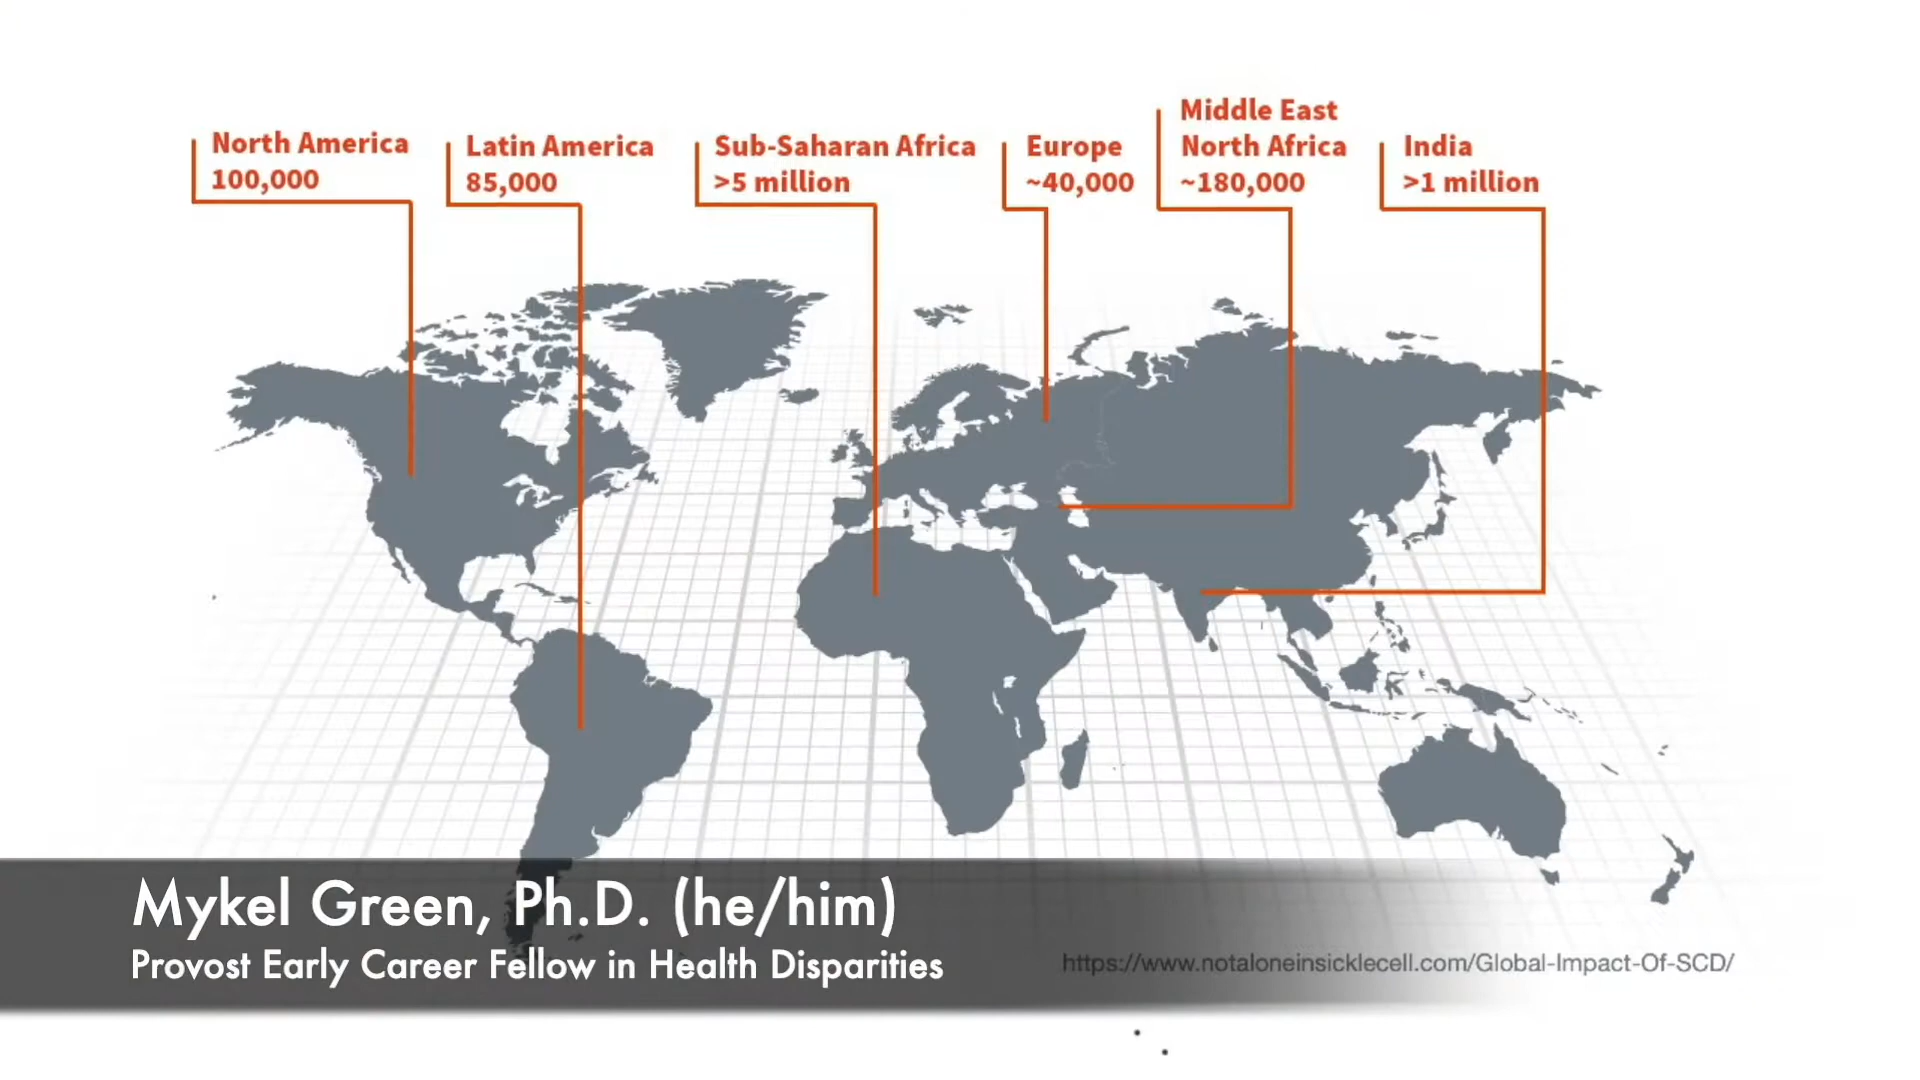 North America
100,000
Latin America
85,000
Sub-Saharan Africa
>5 million
Europe
~40,000
Middle East
North Africa
~180,000
India
>1 million
Mykel Green, Ph.D. (he/him)
Provost Early Career Fellow in Health Disparities
https://www.notaloneinsicklecell.com/Global-Impact-Of-SCD/